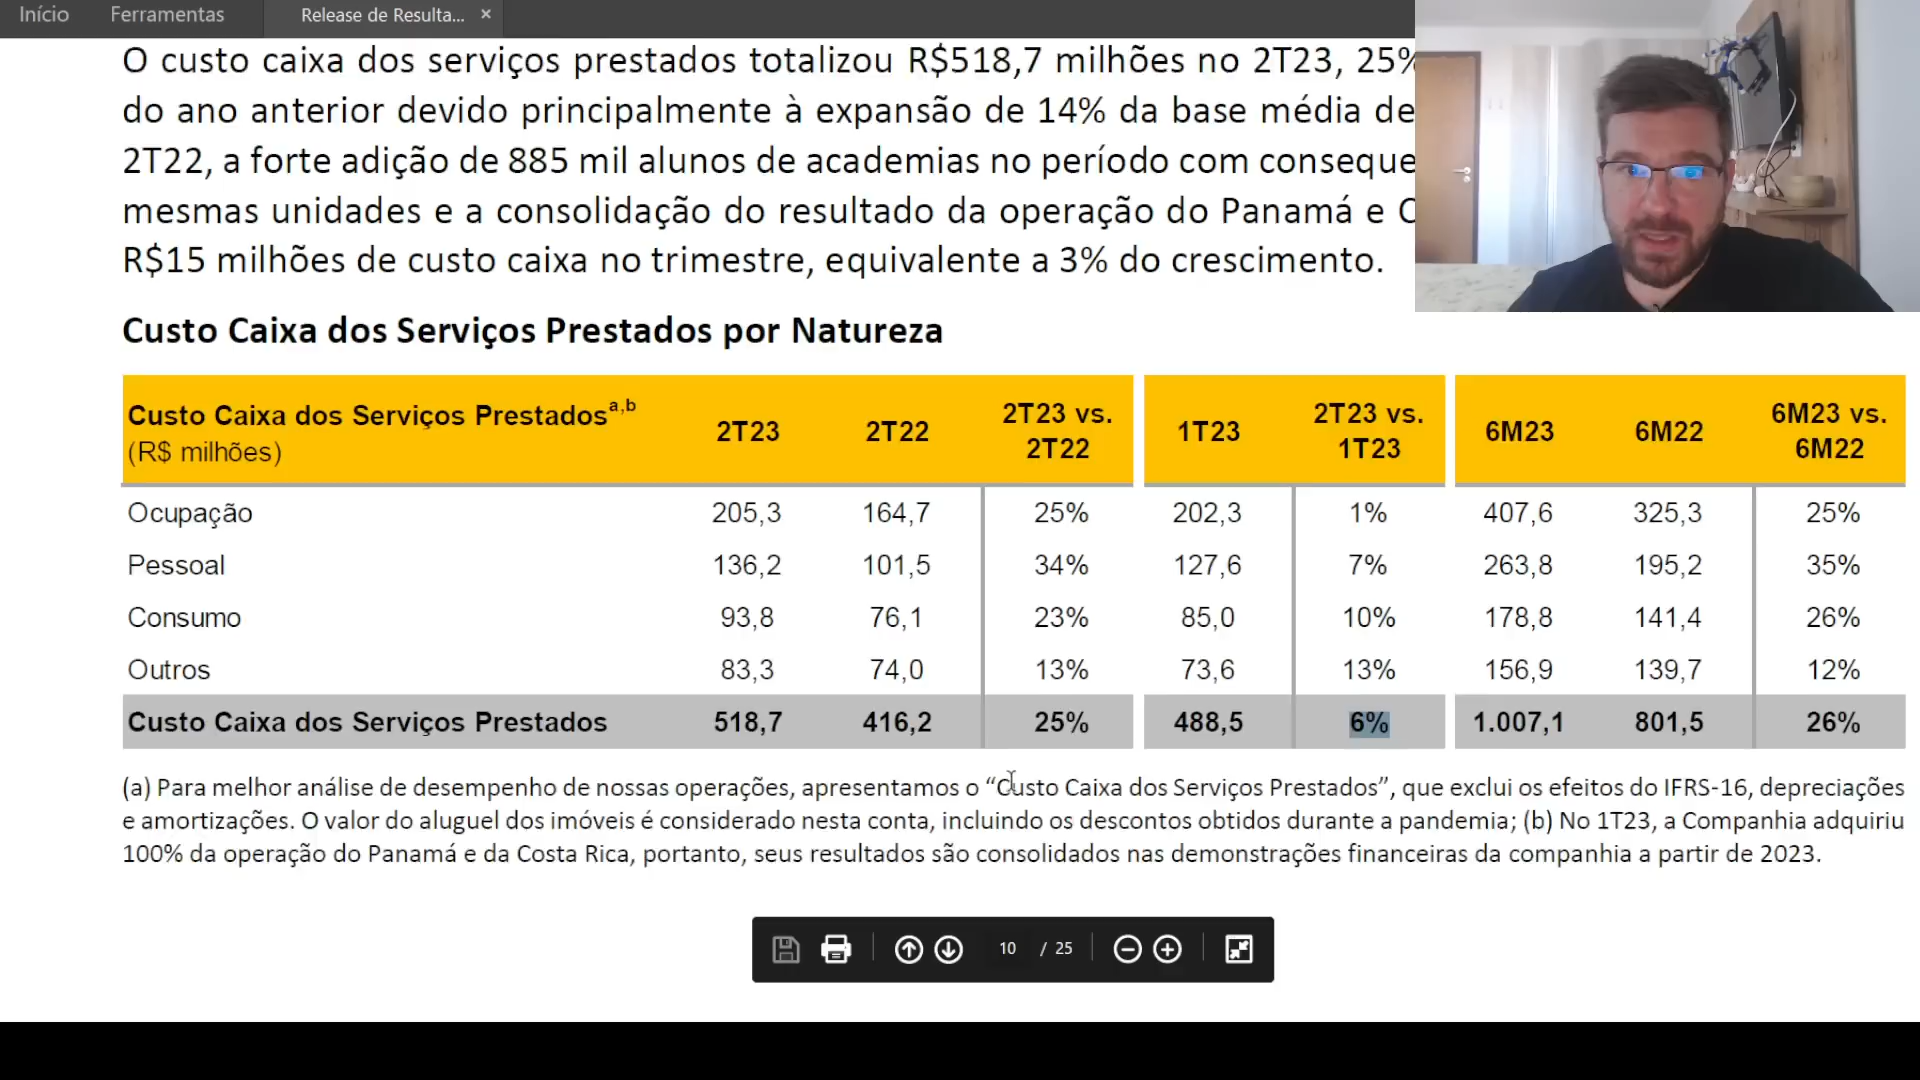 Início Ferramentas Release de Resulta... ×
O custo caixa dos serviços prestados totalizou R$518,7 milhões no 2T23, 25%
do ano anterior devido principalmente à expansão de 14% da base média de
2T22, a forte adição de 885 mil alunos de academias no período com conseque
mesmas unidades e a consolidação do resultado da operação do Panamá e C
R$15 milhões de custo caixa no trimestre, equivalente a 3% do crescimento.
Custo Caixa dos Serviços Prestados por Natureza
Custo Caixa dos Serviços Prestados a,b (R$ milhões) 2T23 2T22 2T23 vs. 2T22 1T23 2T23 vs. 1T23 6M23 6M22 6M23 vs. 6M22
Ocupação 205,3 164,7 25% 202,3 1% 407,6 325,3 25%
Pessoal 136,2 101,5 34% 127,6 7% 263,8 195,2 35%
Consumo 93,8 76,1 23% 85,0 10% 178,8 141,4 26%
Outros 83,3 74,0 13% 73,6 13% 156,9 139,7 12%
Custo Caixa dos Serviços Prestados 518,7 416,2 25% 488,5 6% 1.007,1 801,5 26%
(a) Para melhor análise de desempenho de nossas operações, apresentamos o “Custo Caixa dos Serviços Prestados”, que exclui os efeitos do IFRS-16, depreciações
e amortizações. O valor do aluguel dos imóveis é considerado nesta conta, incluindo os descontos obtidos durante a pandemia; (b) No 1T23, a Companhia adquiriu
100% da operação do Panamá e da Costa Rica, portanto, seus resultados são consolidados nas demonstrações financeiras da companhia a partir de 2023.
10 / 25